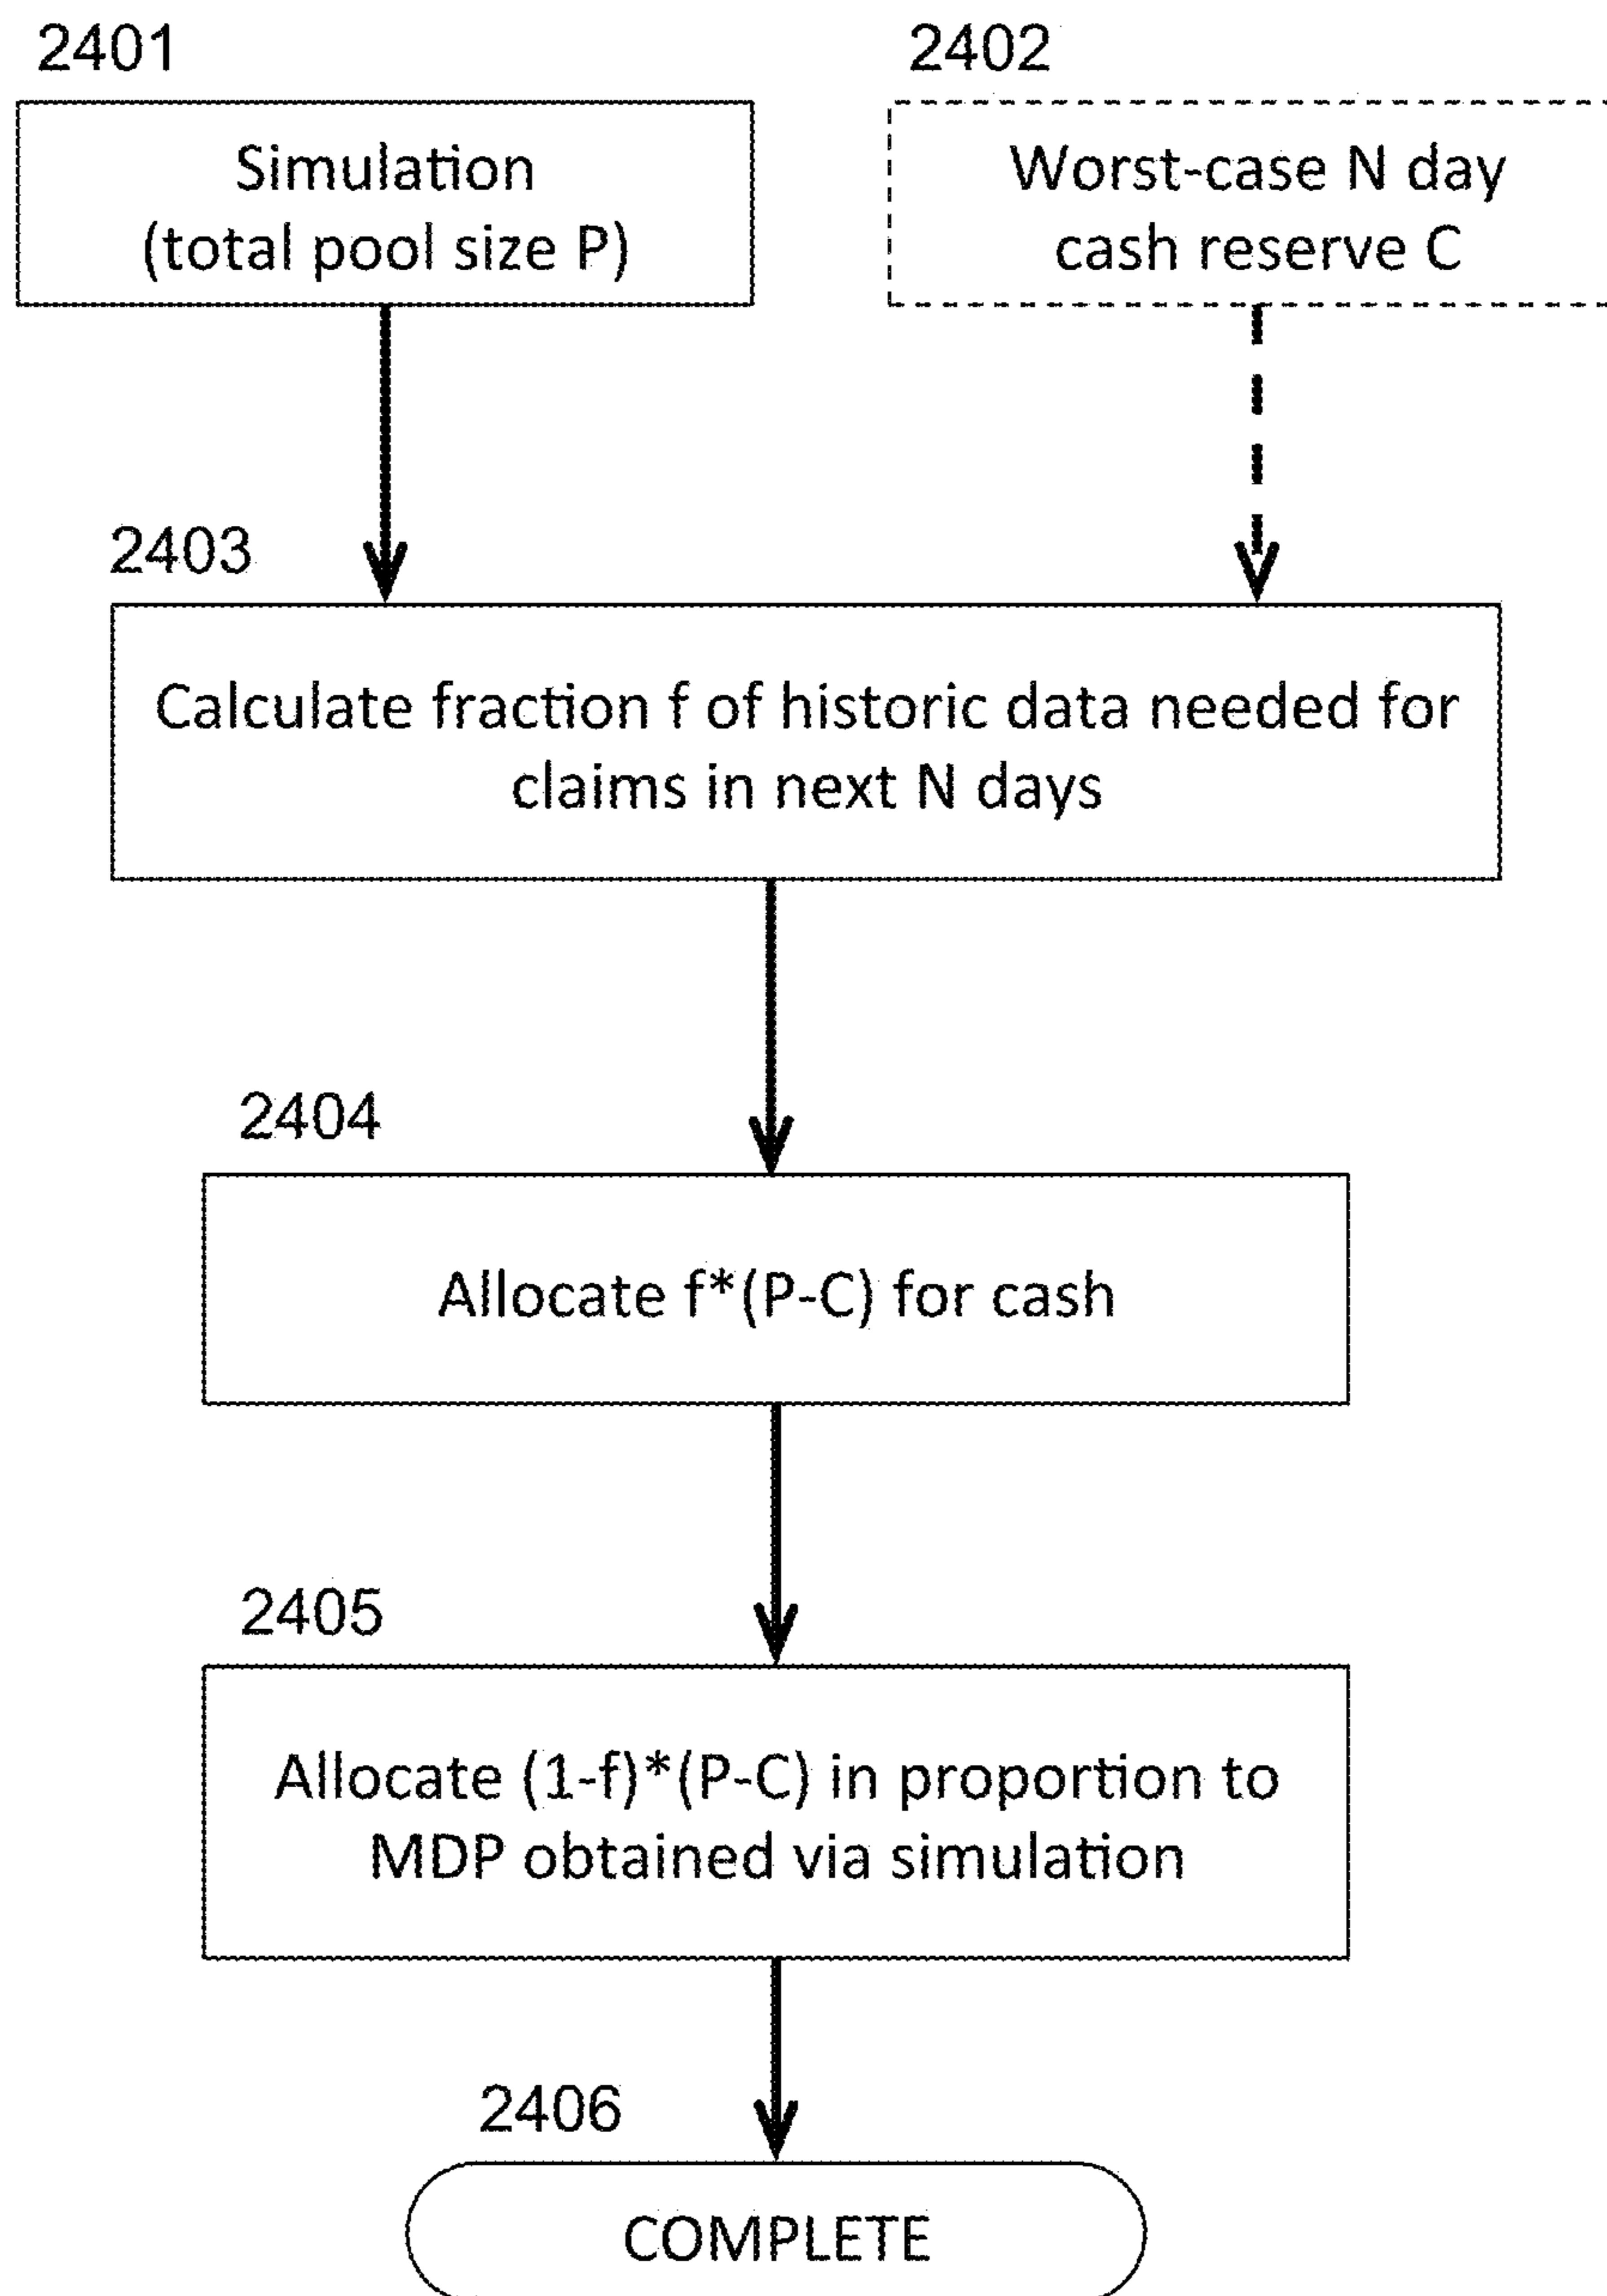 2401
2402
Simulation
(total pool size P)
Worst-case N day
cash reserve C
2403
Calculate fraction f of historic data needed for
claims in next N days
2404
Allocate f*(P-C) for cash
2405
Allocate (1-f)*(P-C) in proportion to
MDP obtained via simulation
2406
COMPLETE